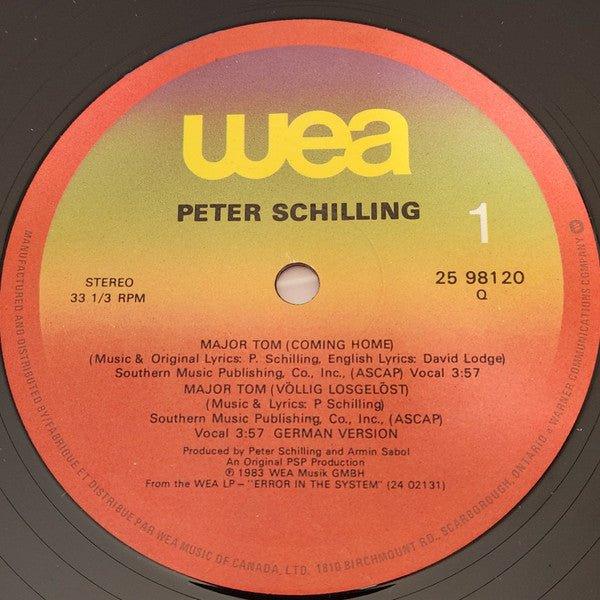 wea
PETER SCHILLING
1
STEREO
33 1/3 RPM
25 98120
Q
MAJOR TOM (COMING HOME)
(Music & Original Lyrics: P. Schilling, English Lyrics: David Lodge)
Southern Music Publishing, Co., Inc., (ASCAP) Vocal 3:57
MAJOR TOM (VÖLLIG LOSGELÖST)
(Music & Lyrics: P Schilling)
Southern Music Publishing, Co., Inc., (ASCAP)
Vocal 3:57 GERMAN VERSION
Produced by Peter Schilling and Armin Sabol
An Original PSP Production
℗ 1983 WEA Musik GMBH
From the WEA LP – "ERROR IN THE SYSTEM" (24 02131)
MANUFACTURED AND DISTRIBUTED BY/FABRIQUE ET DISTRIBUE PAR WEA MUSIC OF CANADA, LTD. 1810 BIRCHMOUNT RD., SCARBOROUGH, ONTARIO • A WARNER COMMUNICATIONS COMPANY